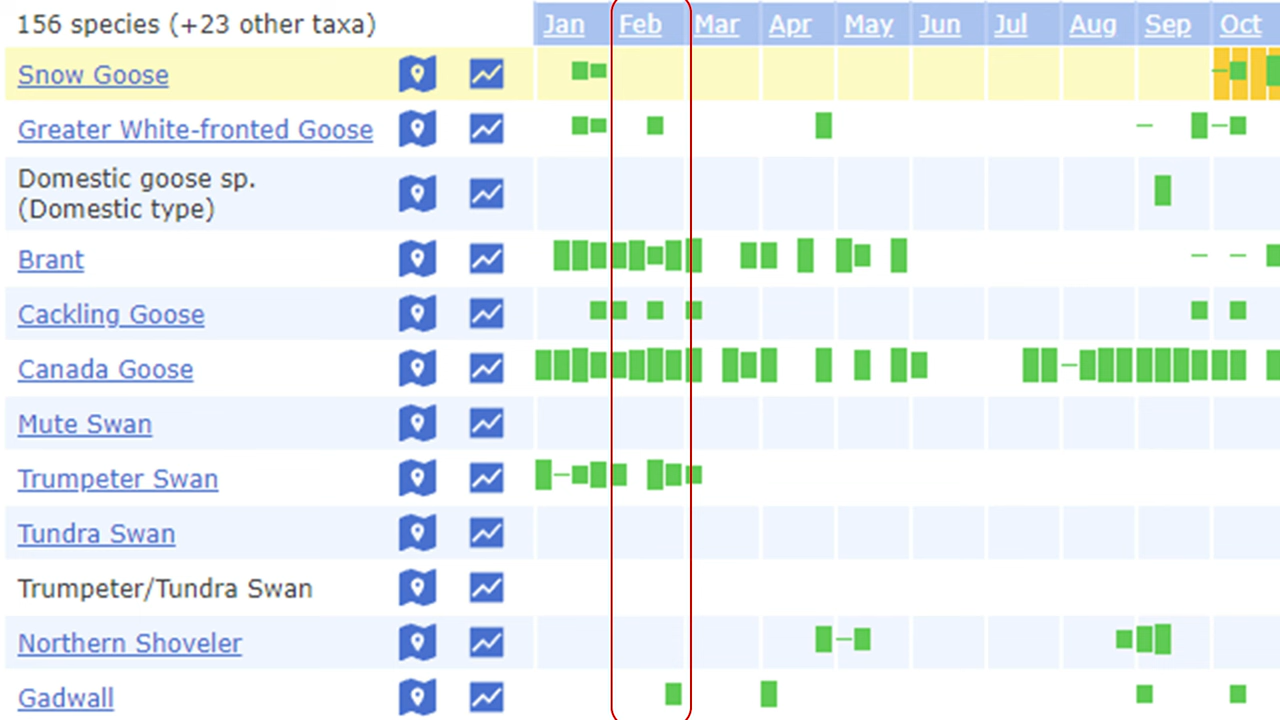 156 species (+23 other taxa) Jan Feb Mar Apr May Jun Jul Aug Sep Oct
Snow Goose
Greater White-fronted Goose
Domestic goose sp.
(Domestic type)
Brant
Cackling Goose
Canada Goose
Mute Swan
Trumpeter Swan
Tundra Swan
Trumpeter/Tundra Swan
Northern Shoveler
Gadwall